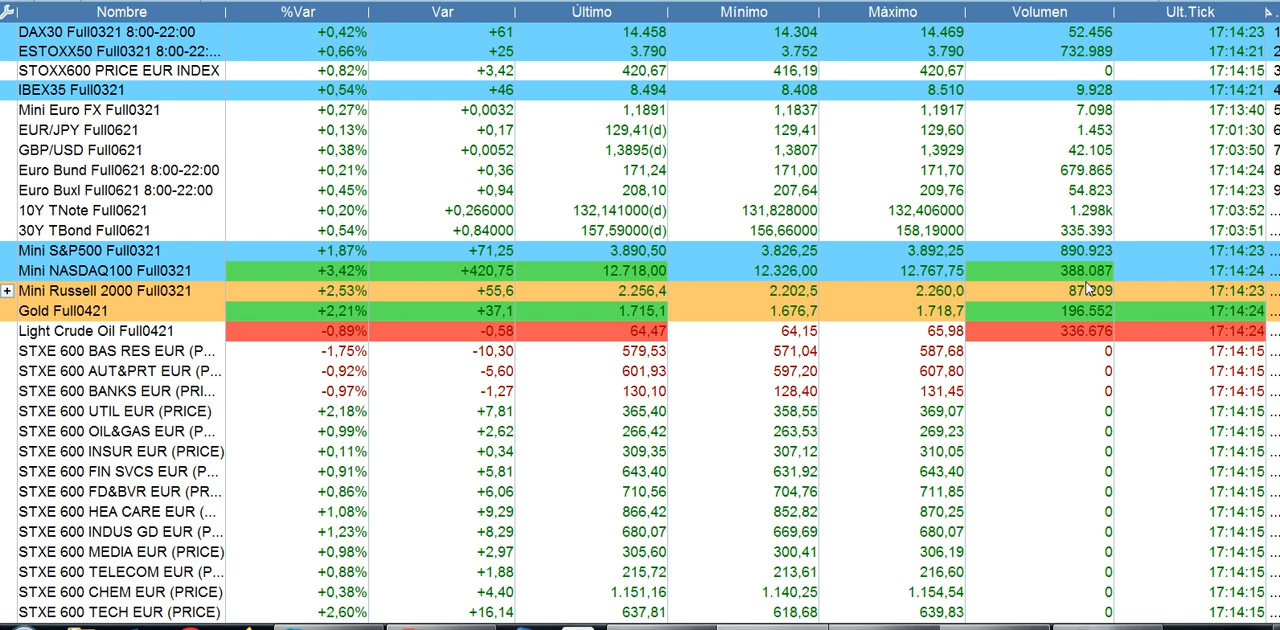 Nombre %Var Var Último Mínimo Máximo Volumen Ult.Tick
DAX30 Full0321 8:00-22:00 +0,42% +61 14.458 14.304 14.469 52.456 17:14:23 1
ESTOXX50 Full0321 8:00-22:... +0,66% +25 3.790 3.752 3.790 732.989 17:14:21 2
STOXX600 PRICE EUR INDEX +0,82% +3,42 420,67 416,19 420,67 0 17:14:15 3
IBEX35 Full0321 +0,54% +46 8.494 8.408 8.510 9.928 17:14:21 4
Mini Euro FX Full0321 +0,27% +0,0032 1,1891 1,1837 1,1917 7.098 17:13:40 5
EUR/JPY Full0621 +0,13% +0,17 129,41(d) 129,41 129,60 1.453 17:01:30 6
GBP/USD Full0621 +0,38% +0,0052 1,3895(d) 1,3807 1,3929 42.105 17:03:50 7
Euro Bund Full0621 8:00-22:00 +0,21% +0,36 171,24 171,00 171,70 679.865 17:14:24 8
Euro Buxl Full0621 8:00-22:00 +0,45% +0,94 208,10 207,64 209,76 54.823 17:14:23 9
10Y TNote Full0621 +0,20% +0,266000 132,141000(d) 131,828000 132,406000 1.298k 17:03:52 ...
30Y TBond Full0621 +0,54% +0,84000 157,59000(d) 156,66000 158,19000 335.393 17:03:51 ...
Mini S&P500 Full0321 +1,87% +71,25 3.890,50 3.826,25 3.892,25 890.923 17:14:23 ...
Mini NASDAQ100 Full0321 +3,42% +420,75 12.718,00 12.326,00 12.767,75 388.087 17:14:24 ...
Mini Russell 2000 Full0321 +2,53% +55,6 2.256,4 2.202,5 2.260,0 17:14:23 ...
Gold Full0421 +2,21% +37,1 1.715,1 1.676,7 1.718,7 196.552 17:14:24 ...
Light Crude Oil Full0421 -0,89% -0,58 64,47 64,15 65,98 336.676 17:14:24 ...
STXE 600 BAS RES EUR (P... -1,75% -10,30 579,53 571,04 587,68 0 17:14:15 ...
STXE 600 AUT&PRT EUR (P... -0,92% -5,60 601,93 597,20 607,80 0 17:14:15 ...
STXE 600 BANKS EUR (PRI... -0,97% -1,27 130,10 128,40 131,45 0 17:14:15 ...
STXE 600 UTIL EUR (PRICE) +2,18% +7,81 365,40 358,55 369,07 0 17:14:15 ...
STXE 600 OIL&GAS EUR (P... +0,99% +2,62 266,42 263,53 269,23 0 17:14:15 ...
STXE 600 INSUR EUR (PRICE) +0,11% +0,34 309,35 307,12 310,05 0 17:14:15 ...
STXE 600 FIN SVCS EUR (P... +0,91% +5,81 643,40 631,92 643,40 0 17:14:15 ...
STXE 600 FD&BVR EUR (PR... +0,86% +6,06 710,56 704,76 711,85 0 17:14:15 ...
STXE 600 HEA CARE EUR (... +1,08% +9,29 866,42 852,82 870,25 0 17:14:15 ...
STXE 600 INDUS GD EUR (P... +1,23% +8,29 680,07 669,69 680,07 0 17:14:15 ...
STXE 600 MEDIA EUR (PRICE) +0,98% +2,97 305,60 300,41 306,19 0 17:14:15 ...
STXE 600 TELECOM EUR (P... +0,88% +1,88 215,72 213,61 216,60 0 17:14:15 ...
STXE 600 CHEM EUR (PRICE) +0,38% +4,40 1.151,16 1.140,25 1.154,54 0 17:14:15 ...
STXE 600 TECH EUR (PRICE) +2,60% +16,14 637,81 618,68 639,83 0 17:14:15 ...